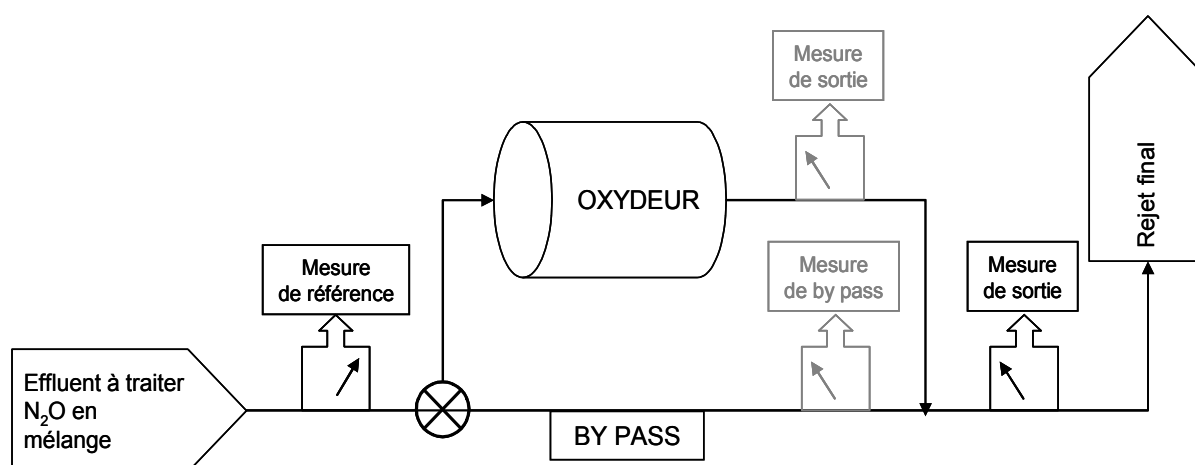 Mesure
de sortie
OXYDEUR
Rejet final
Mesure
de référence
Mesure
de by pass
Mesure
de sortie
Effluent à traiter
N₂O en
mélange
BY PASS